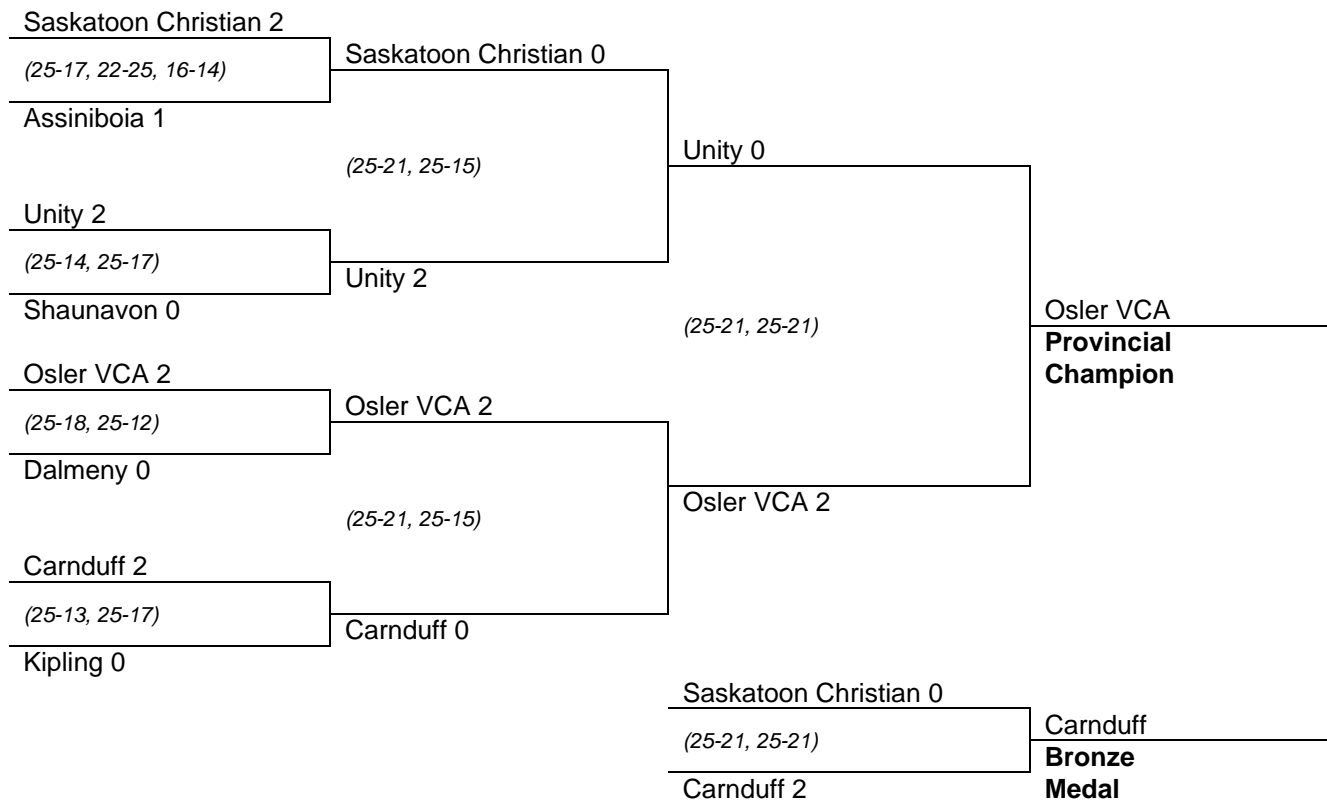 Saskatoon Christian 2
(25-17, 22-25, 16-14)
Assiniboia 1
Saskatoon Christian 0
(25-21, 25-15)
Unity 2
(25-14, 25-17)
Shaunavon 0
Unity 2
Unity 0
(25-21, 25-21)
Osler VCA
Provincial
Champion
Osler VCA 2
(25-18, 25-12)
Dalmeny 0
Osler VCA 2
(25-21, 25-15)
Osler VCA 2
Carnduff 2
(25-13, 25-17)
Kipling 0
Carnduff 0
Saskatoon Christian 0
(25-21, 25-21)
Carnduff 2
Carnduff
Bronze
Medal